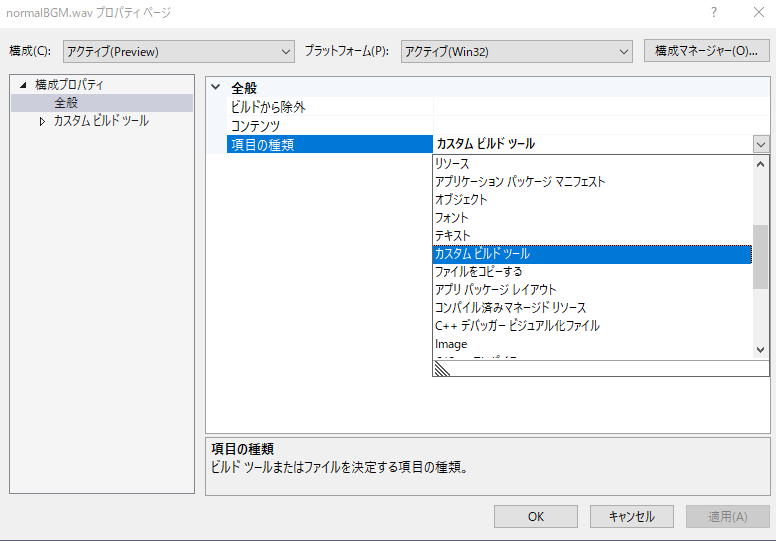 normalBGM.wav プロパティ ページ
?
構成(C):
アクティブ(Preview)
プラットフォーム(P):
アクティブ(Win32)
構成マネージャー(O)...
構成プロパティ
全般
カスタム ビルド ツール
全般
ビルドから除外
コンテンツ
項目の種類
カスタム ビルド ツール
リソース
アプリケーション パッケージ マニフェスト
オブジェクト
フォント
テキスト
カスタム ビルド ツール
ファイルをコピーする
アプリ パッケージ レイアウト
コンパイル済みマネージド リソース
C++ デバッガー ビジュアル化ファイル
Image
項目の種類
ビルド ツールまたはファイルを決定する項目の種類。
OK
キャンセル
適用(A)